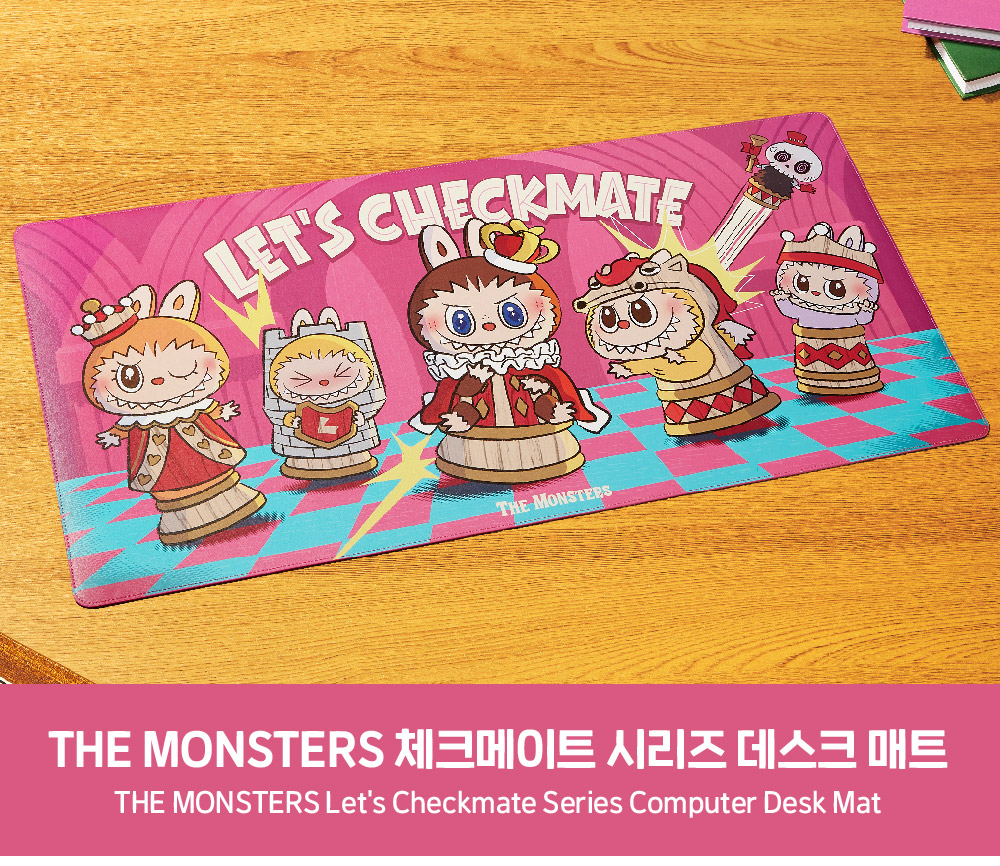 LET'S CHECKMATE
THE MONSTERS
THE MONSTERS 체크메이트 시리즈 데스크 매트
THE MONSTERS Let's Checkmate Series Computer Desk Mat